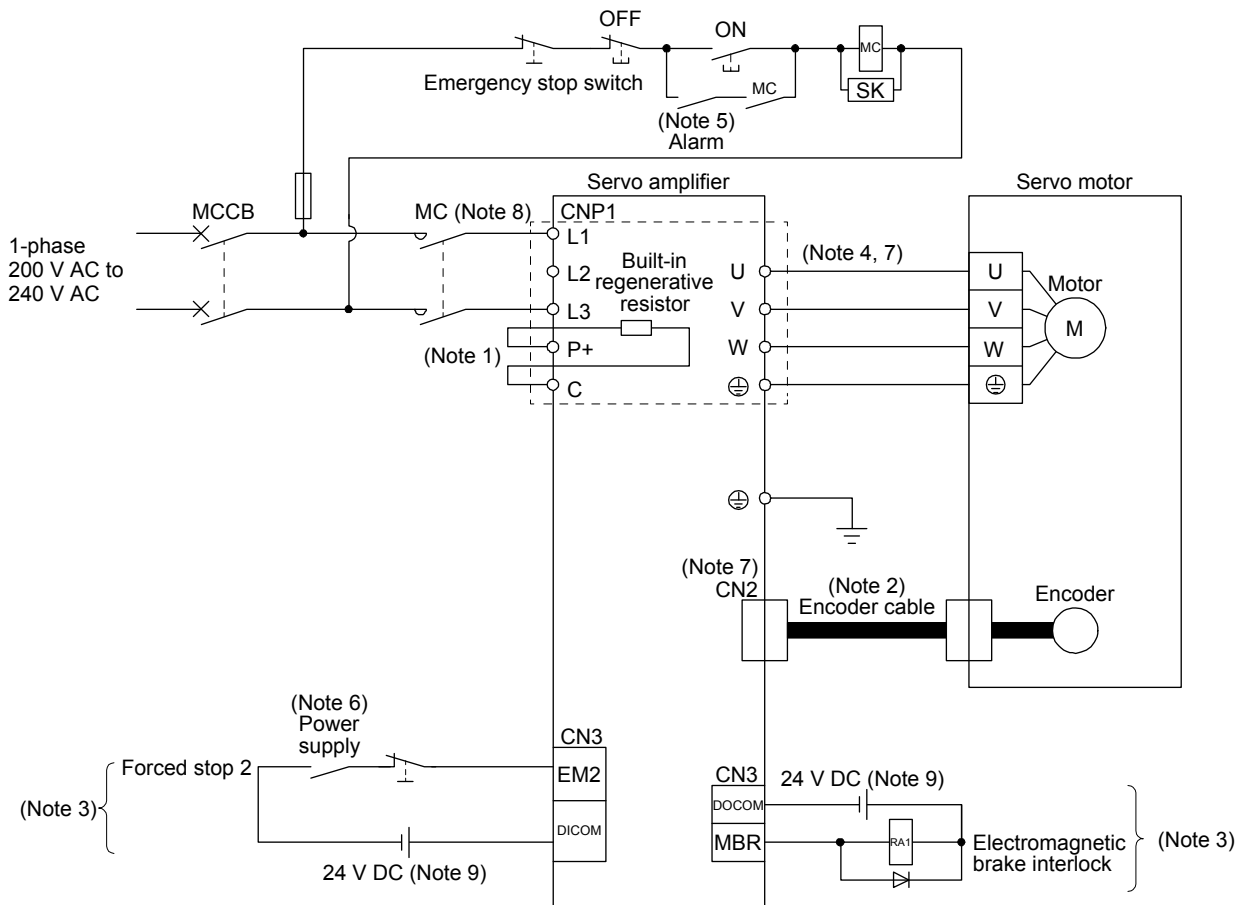 OFF
ON
MC
Emergency stop switch
SK
MC
(Note 5)
Alarm
Servo amplifier
Servo motor
MCCB
MC (Note 8)
CNP1
1-phase
200 V AC to
240 V AC
L1
L2
L3
P+
C
Built-in
regenerative
resistor
(Note 1)
U
V
W
(Note 4, 7)
U
V
W
Motor
M
(Note 7)
CN2
(Note 2)
Encoder cable
Encoder
(Note 6)
Power
supply
CN3
Forced stop 2
EM2
(Note 3)
DICOM
24 V DC (Note 9)
CN3
24 V DC (Note 9)
DOCOM
MBR
RA1
Electromagnetic
brake interlock
(Note 3)